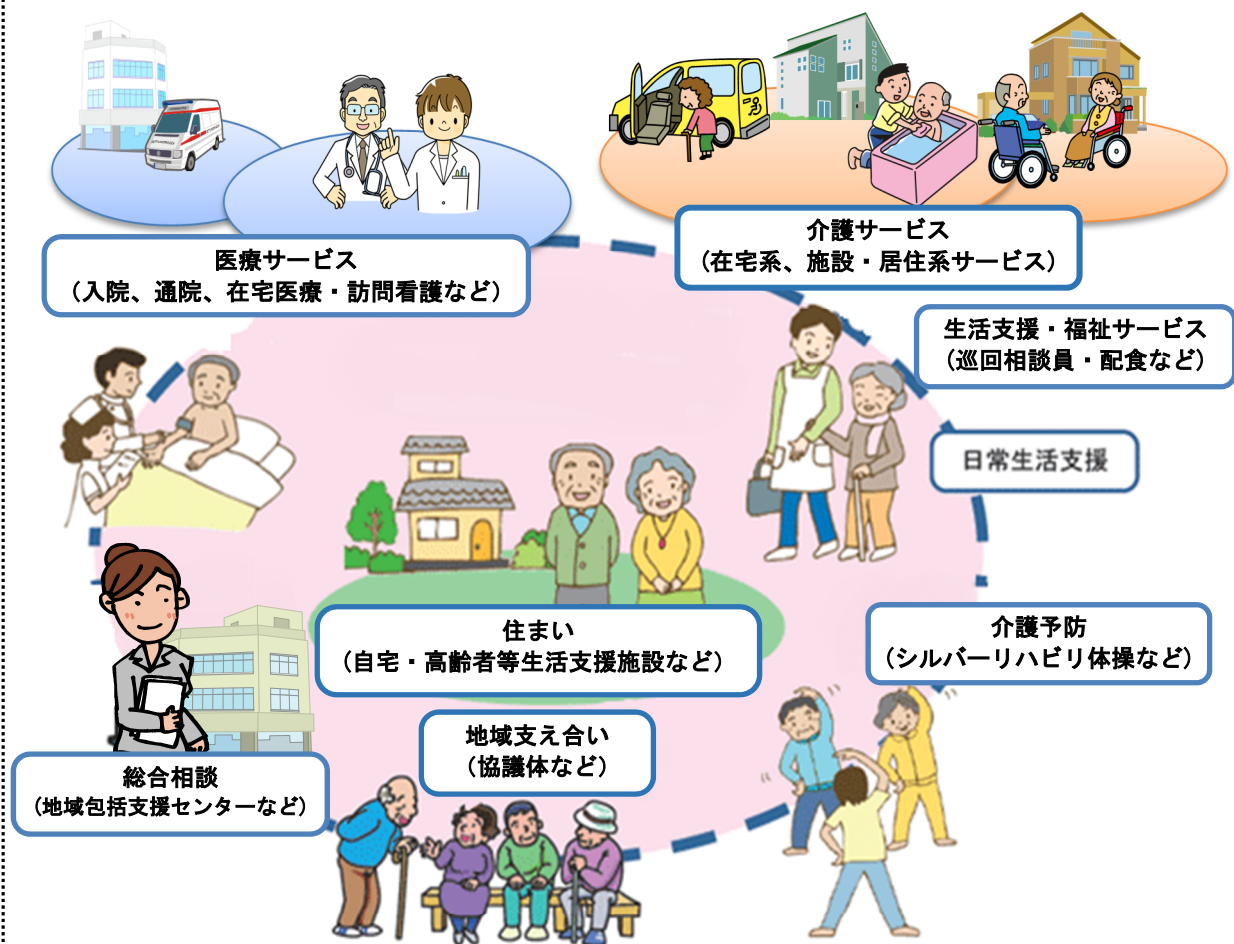 医療サービス
（入院、通院、在宅医療・訪問看護など）
介護サービス
（在宅系、施設・居住系サービス）
生活支援・福祉サービス
（巡回相談員・配食など）
日常生活支援
住まい
（自宅・高齢者等生活支援施設など）
介護予防
（シルバーリハビリ体操など）
地域支え合い
（協議体など）
総合相談
（地域包括支援センターなど）